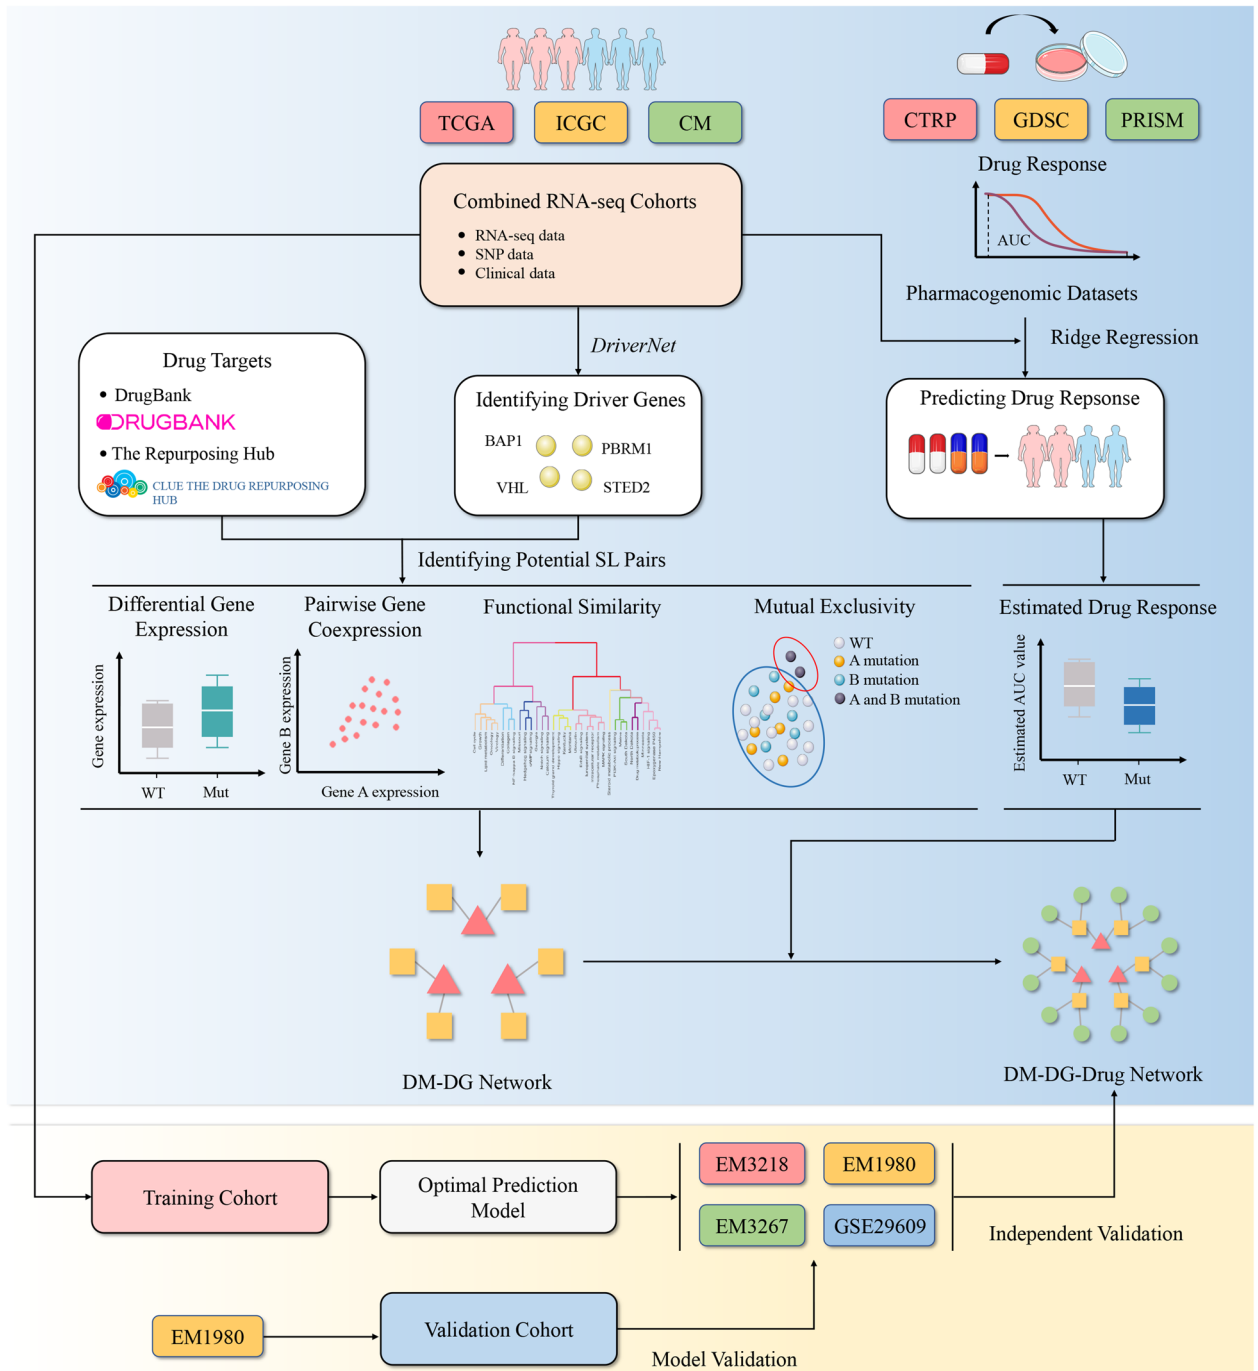 TCGA
ICGC
CM
CTRP
GDSC
PRISM
Drug Response
AUC
Pharmacogenomic Datasets
Combined RNA-seq Cohorts
• RNA-seq data
• SNP data
• Clinical data
DriverNet
Ridge Regression
Drug Targets
• DrugBank
DRUGBANK
• The Repurposing Hub
CLUE THE DRUG REPURPOSING
HUB
Identifying Driver Genes
BAP1
PBRM1
VHL
STED2
Predicting Drug Repsonse
Identifying Potential SL Pairs
Differential Gene
Expression
Gene expression
WT
Mut
Pairwise Gene
Coexpression
Gene B expression
Gene A expression
Functional Similarity
Mutual Exclusivity
WT
A mutation
B mutation
A and B mutation
Estimated Drug Response
Estimated AUC value
WT
Mut
DM-DG Network
DM-DG-Drug Network
Training Cohort
Optimal Prediction
Model
EM3218
EM1980
EM3267
GSE29609
Independent Validation
EM1980
Validation Cohort
Model Validation